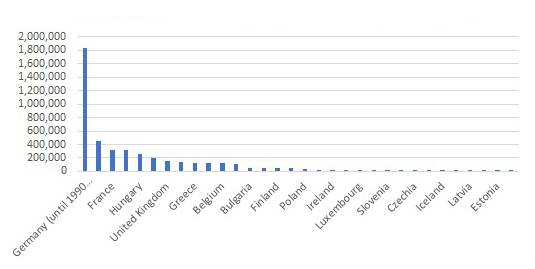 2,000,000
1,800,000
1,600,000
1,400,000
1,200,000
1,000,000
800,000
600,000
400,000
200,000
0
Germany (until 1990...
France
Hungary
United Kingdom
Greece
Belgium
Bulgaria
Finland
Poland
Ireland
Luxembourg
Slovenia
Czechia
Iceland
Latvia
Estonia